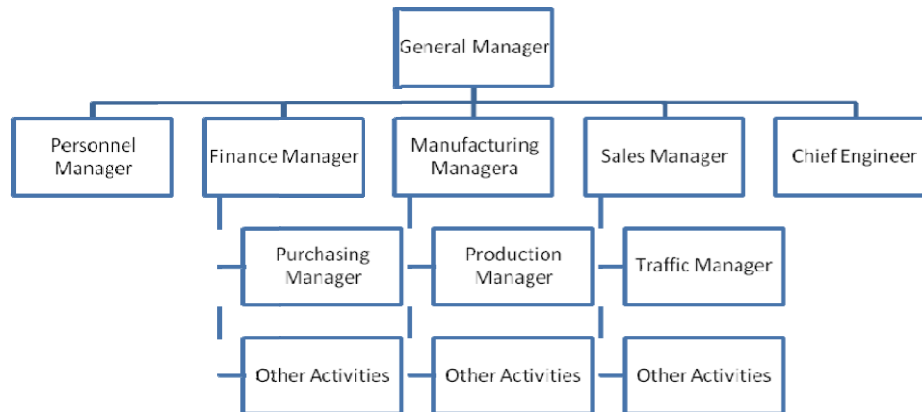 General Manager
Personnel
Manager
Finance Manager
Manufacturing
Managera
Sales Manager
Chief Engineer
Purchasing
Manager
Production
Manager
Traffic Manager
Other Activities
Other Activities
Other Activities